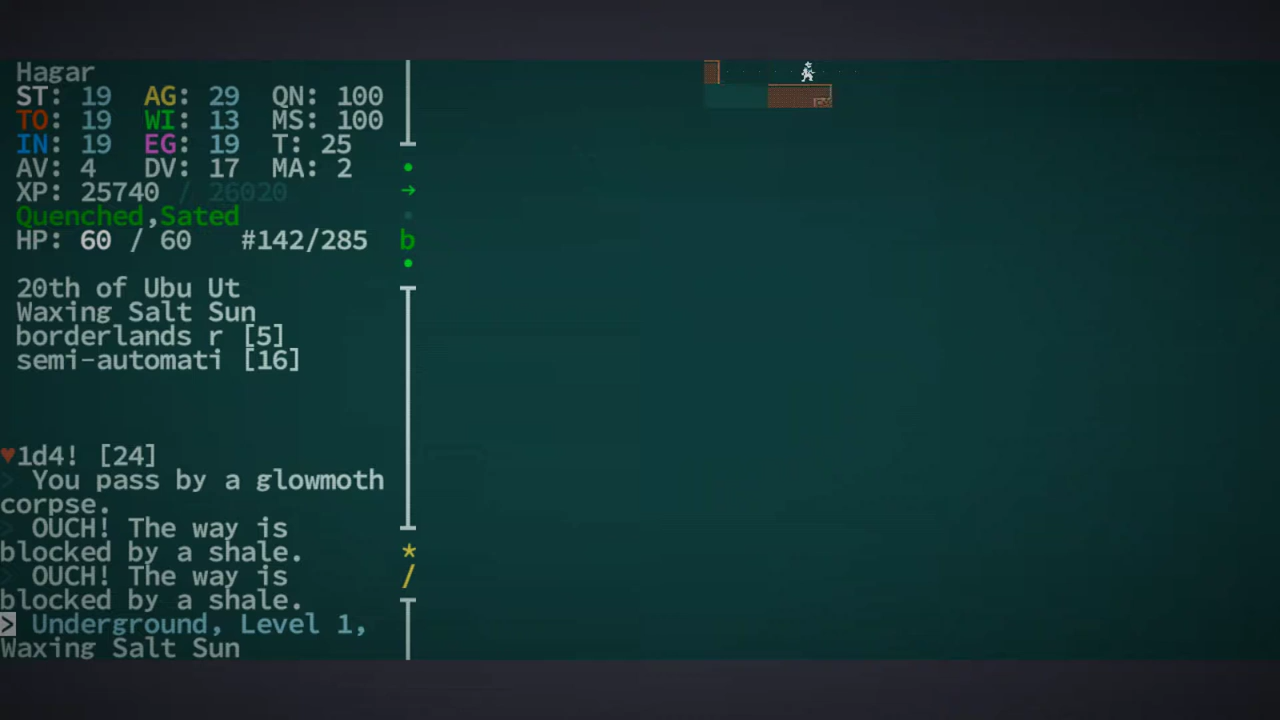 Hagar
ST: 19 AG: 29 QN: 100
TO: 19 WI: 13 MS: 100
IN: 19 EG: 19 T: 25
AV: 4 DV: 17 MA: 2
XP: 25740 / 26020
Quenched,Sated
HP: 60 / 60 #142/285
b
20th of Ubu Ut
Waxing Salt Sun
borderlands r [5]
semi-automati [16]
♥1d4! [24]
> You pass by a glowmoth
corpse.
> OUCH! The way is
blocked by a shale.
> OUCH! The way is
blocked by a shale.
> Underground, Level 1,
Waxing Salt Sun
*
/